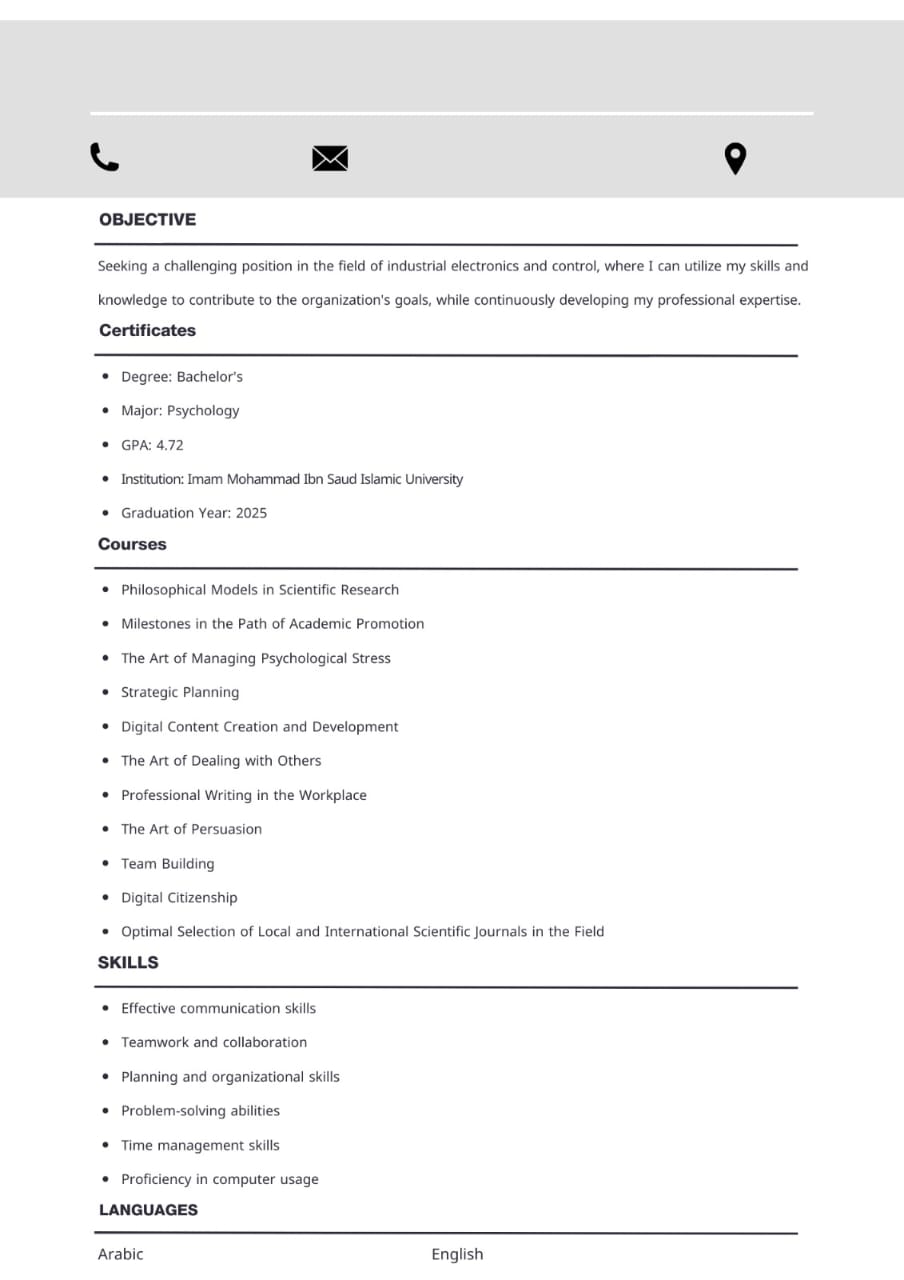 OBJECTIVE
Seeking a challenging position in the field of industrial electronics and control, where I can utilize my skills and
knowledge to contribute to the organization's goals, while continuously developing my professional expertise.
Certificates
• Degree: Bachelor's
• Major: Psychology
• GPA: 4.72
• Institution: Imam Mohammad Ibn Saud Islamic University
• Graduation Year: 2025
Courses
• Philosophical Models in Scientific Research
• Milestones in the Path of Academic Promotion
• The Art of Managing Psychological Stress
• Strategic Planning
• Digital Content Creation and Development
• The Art of Dealing with Others
• Professional Writing in the Workplace
• The Art of Persuasion
• Team Building
• Digital Citizenship
• Optimal Selection of Local and International Scientific Journals in the Field
SKILLS
• Effective communication skills
• Teamwork and collaboration
• Planning and organizational skills
• Problem-solving abilities
• Time management skills
• Proficiency in computer usage
LANGUAGES
Arabic English